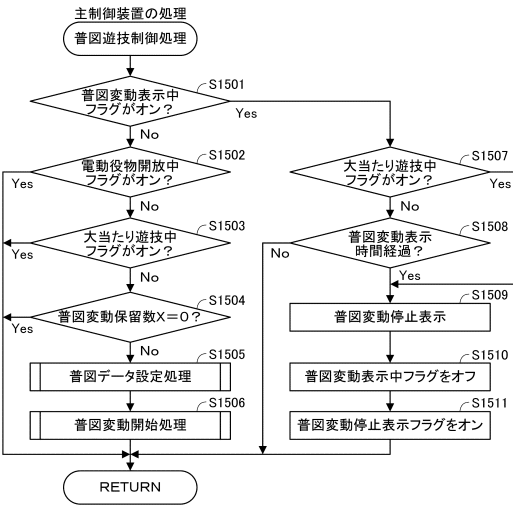 主制御装置の処理
普図遊技制御処理
S1501
普図変動表示中
フラグがオン？
Yes
No
S1502
電動役物開放中
フラグがオン？
Yes
No
S1503
大当たり遊技中
フラグがオン？
Yes
No
S1504
普図変動保留数X＝0？
Yes
No
S1505
普図データ設定処理
S1506
普図変動開始処理
RETURN
S1507
大当たり遊技中
フラグがオン？
Yes
No
S1508
普図変動表示
時間経過？
No
Yes
S1509
普図変動停止表示
S1510
普図変動表示中フラグをオフ
S1511
普図変動停止表示フラグをオン